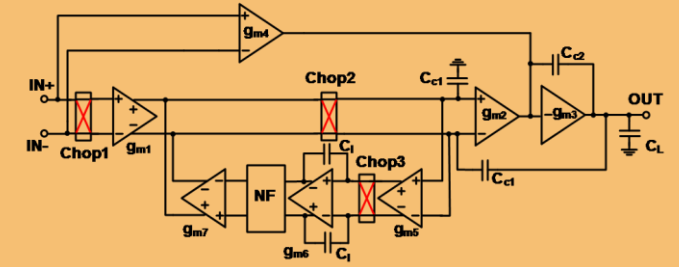 gm4
Cc2
IN+
Chop2
Cc1
+
-
+
-
+
-
+
-
+
-
gm2
-gm3
OUT
IN-
Chop1
gm1
CL
CI
Chop3
Cc1
-
+
-
+
NF
-
+
+
-
+
-
+
-
gm7
gm6
CI
gm5